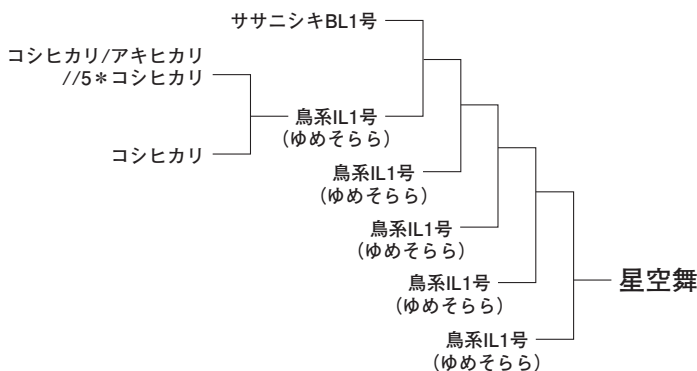 ササニシキBL1号
コシヒカリ/アキヒカリ
//5＊コシヒカリ
鳥系IL1号
(ゆめそらら)
コシヒカリ
鳥系IL1号
(ゆめそらら)
鳥系IL1号
(ゆめそらら)
鳥系IL1号
(ゆめそらら)
星空舞
鳥系IL1号
(ゆめそらら)